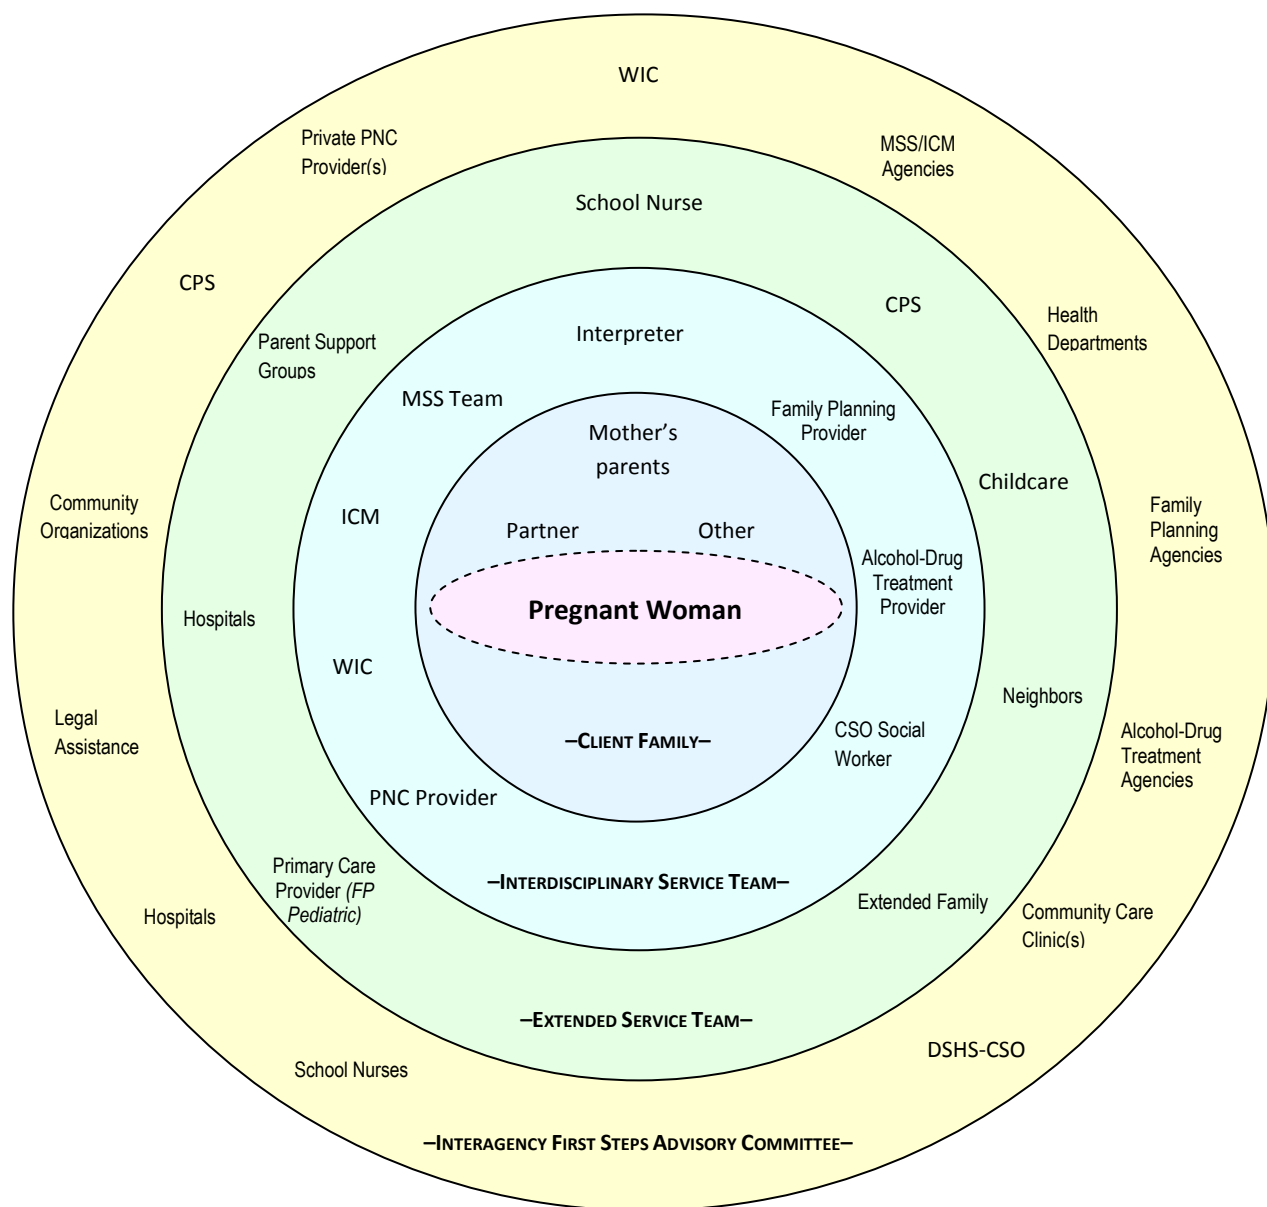 WIC
Private PNC
Provider(s)
MSS/ICM
Agencies
School Nurse
CPS
CPS
Health
Departments
Interpreter
Parent Support
Groups
MSS Team
Family Planning
Provider
Mother’s
parents
Childcare
Community
Organizations
ICM
Partner
Other
Family
Planning
Agencies
Alcohol-Drug
Treatment
Provider
Hospitals
Pregnant Woman
WIC
Neighbors
Legal
Assistance
–CLIENT FAMILY–
CSO Social
Worker
Alcohol-Drug
Treatment
Agencies
PNC Provider
Primary Care
Provider (FP
Pediatric)
–INTERDISCIPLINARY SERVICE TEAM–
Extended Family
Hospitals
Community Care
Clinic(s)
–EXTENDED SERVICE TEAM–
DSHS-CSO
School Nurses
–INTERAGENCY FIRST STEPS ADVISORY COMMITTEE–